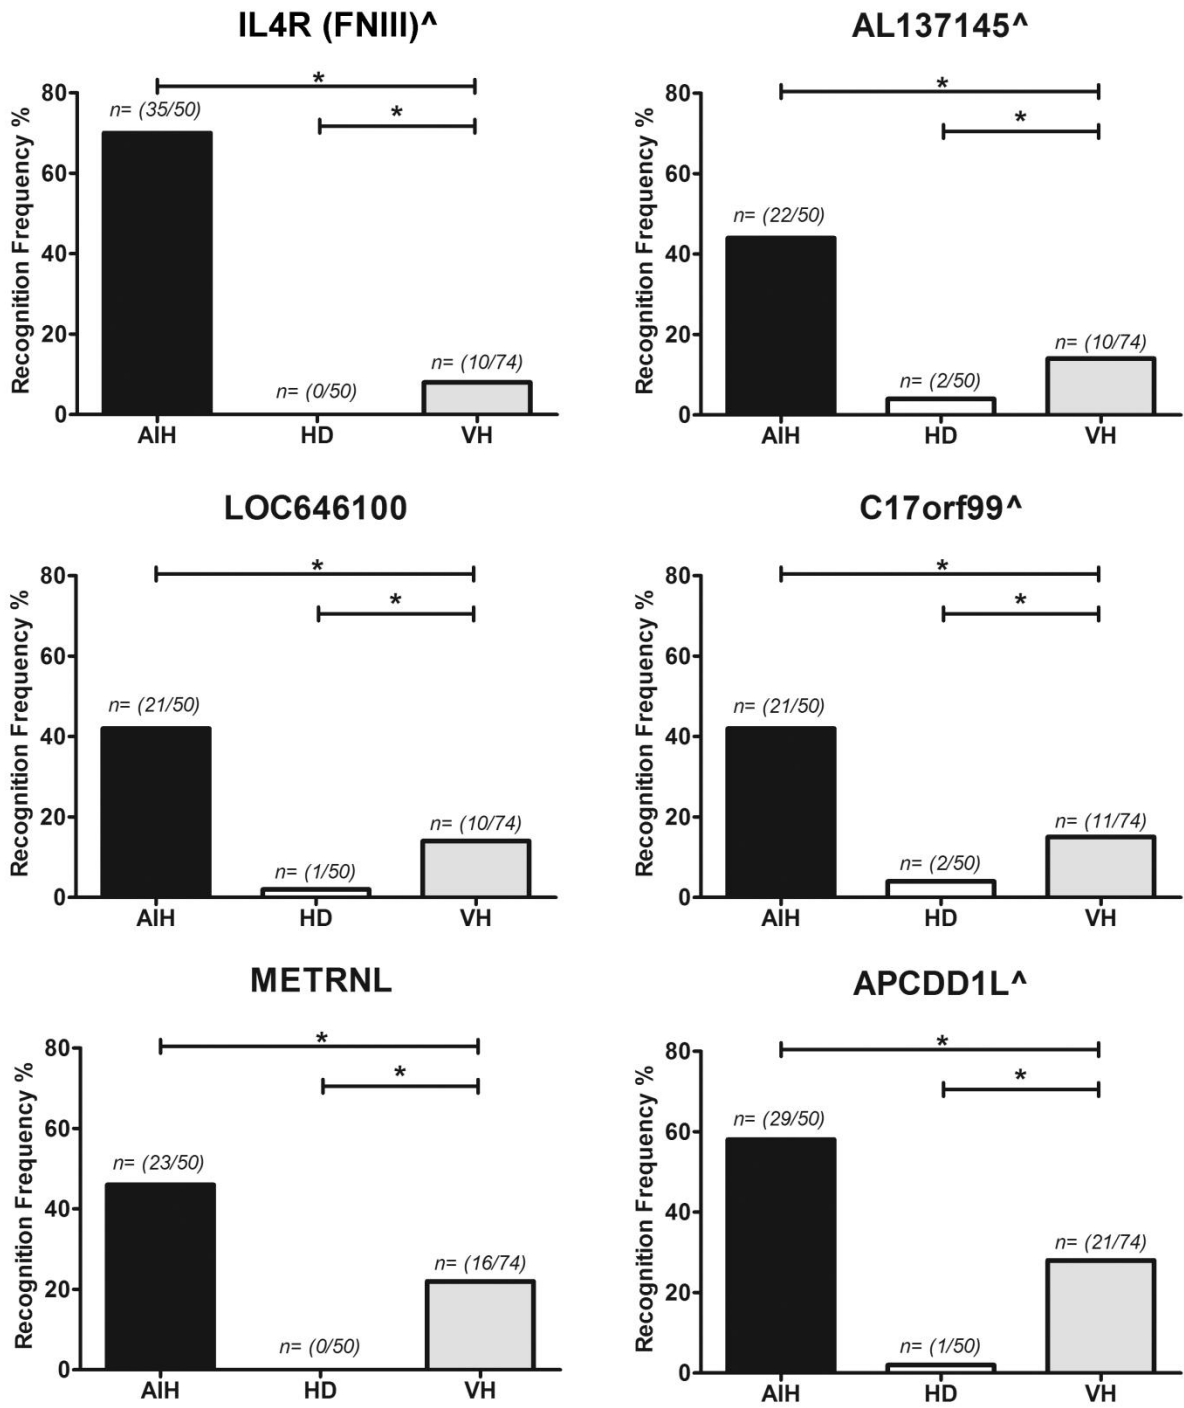 IL4R (FNIII)^
Recognition Frequency %
80
60
40
20
0
*
*
n= (35/50)
n= (0/50)
n= (10/74)
AIH HD VH
AL137145^
Recognition Frequency %
80
60
40
20
0
*
*
n= (22/50)
n= (2/50)
n= (10/74)
AIH HD VH
LOC646100
Recognition Frequency %
80
60
40
20
0
*
*
n= (21/50)
n= (1/50)
n= (10/74)
AIH HD VH
C17orf99^
Recognition Frequency %
80
60
40
20
0
*
*
n= (21/50)
n= (2/50)
n= (11/74)
AIH HD VH
METRNL
Recognition Frequency %
80
60
40
20
0
*
*
n= (23/50)
n= (0/50)
n= (16/74)
AIH HD VH
APCDD1L^
Recognition Frequency %
80
60
40
20
0
*
*
n= (29/50)
n= (1/50)
n= (21/74)
AIH HD VH